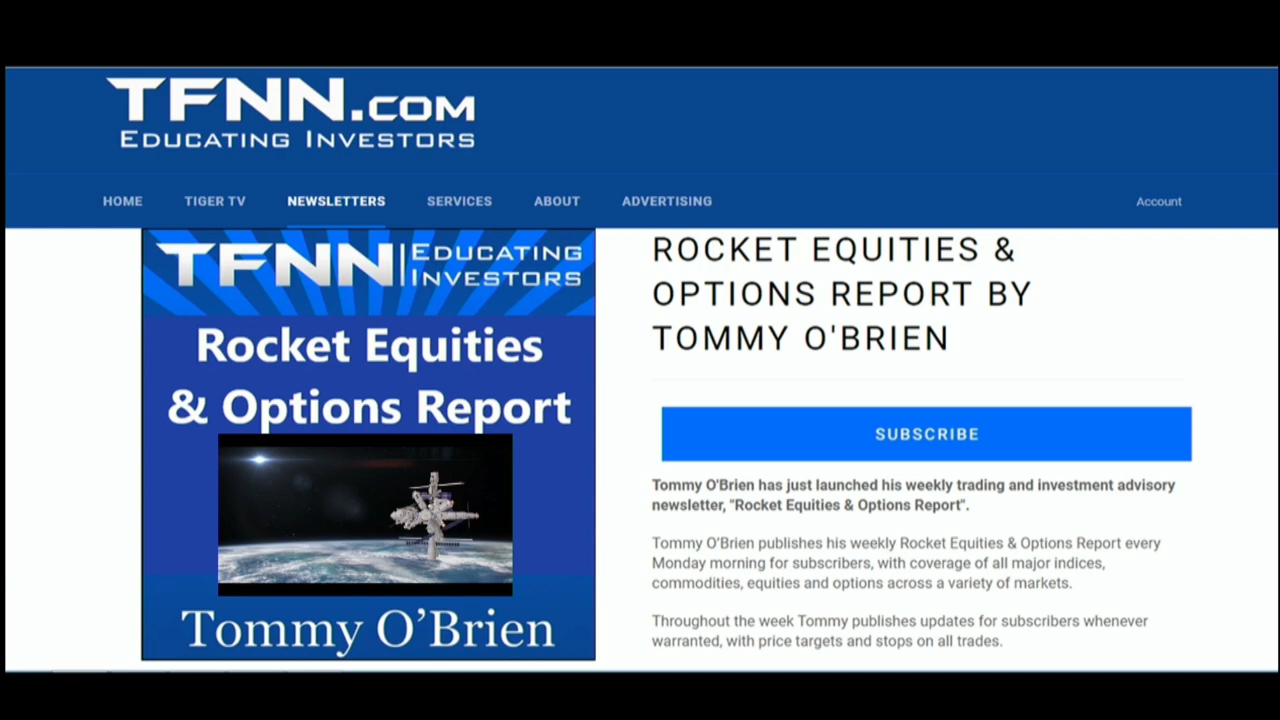 TFNN.COM
EDUCATING INVESTORS
HOME TIGER TV NEWSLETTERS SERVICES ABOUT ADVERTISING Account
TFNN|EDUCATING
INVESTORS
Rocket Equities
& Options Report
Tommy O’Brien
ROCKET EQUITIES &
OPTIONS REPORT BY
TOMMY O'BRIEN
SUBSCRIBE
Tommy O'Brien has just launched his weekly trading and investment advisory
newsletter, "Rocket Equities & Options Report".
Tommy O’Brien publishes his weekly Rocket Equities & Options Report every
Monday morning for subscribers, with coverage of all major indices,
commodities, equities and options across a variety of markets.
Throughout the week Tommy publishes updates for subscribers whenever
warranted, with price targets and stops on all trades.